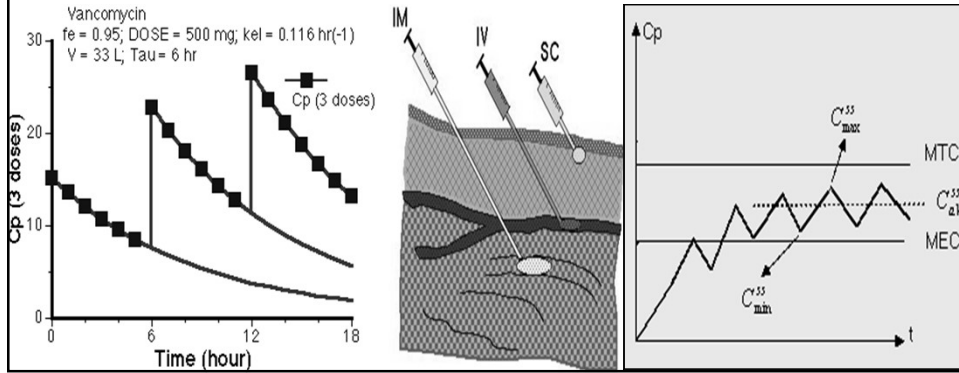 Vancomycin
fe = 0.95; DOSE = 500 mg; kel = 0.116 hr(-1)
V = 33 L; Tau = 6 hr
Cp (3 doses)
30
20
10
0
Cp (3 doses)
0 6 12 18
Time (hour)
IM
IV
SC
Cp
C^ss_max
MTC
C^ss_a
MEC
C^ss_min
t